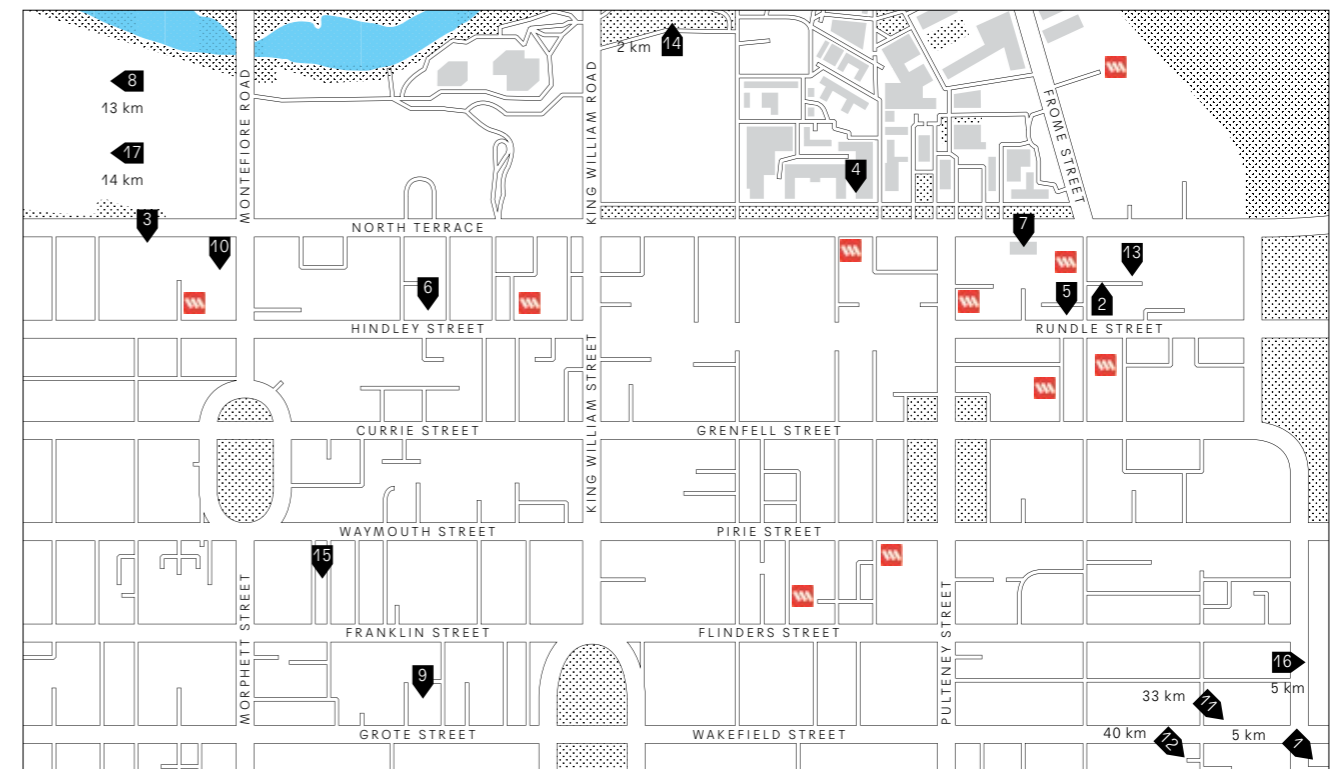 14
2 km
8
13 km
MONTEFIORE ROAD
KING WILLIAM ROAD
FROME STREET
17
14 km
4
3
NORTH TERRACE
7
10
13
6
5
2
HINDLEY STREET
RUNDLE STREET
KING WILLIAM STREET
CURRIE STREET
GRENFELL STREET
WAYMOUTH STREET
PIRIE STREET
15
MORPHETT STREET
PULTENEY STREET
FRANKLIN STREET
FLINDERS STREET
9
16
5 km
33 km
11
GROTE STREET
WAKEFIELD STREET
40 km
12
5 km
1